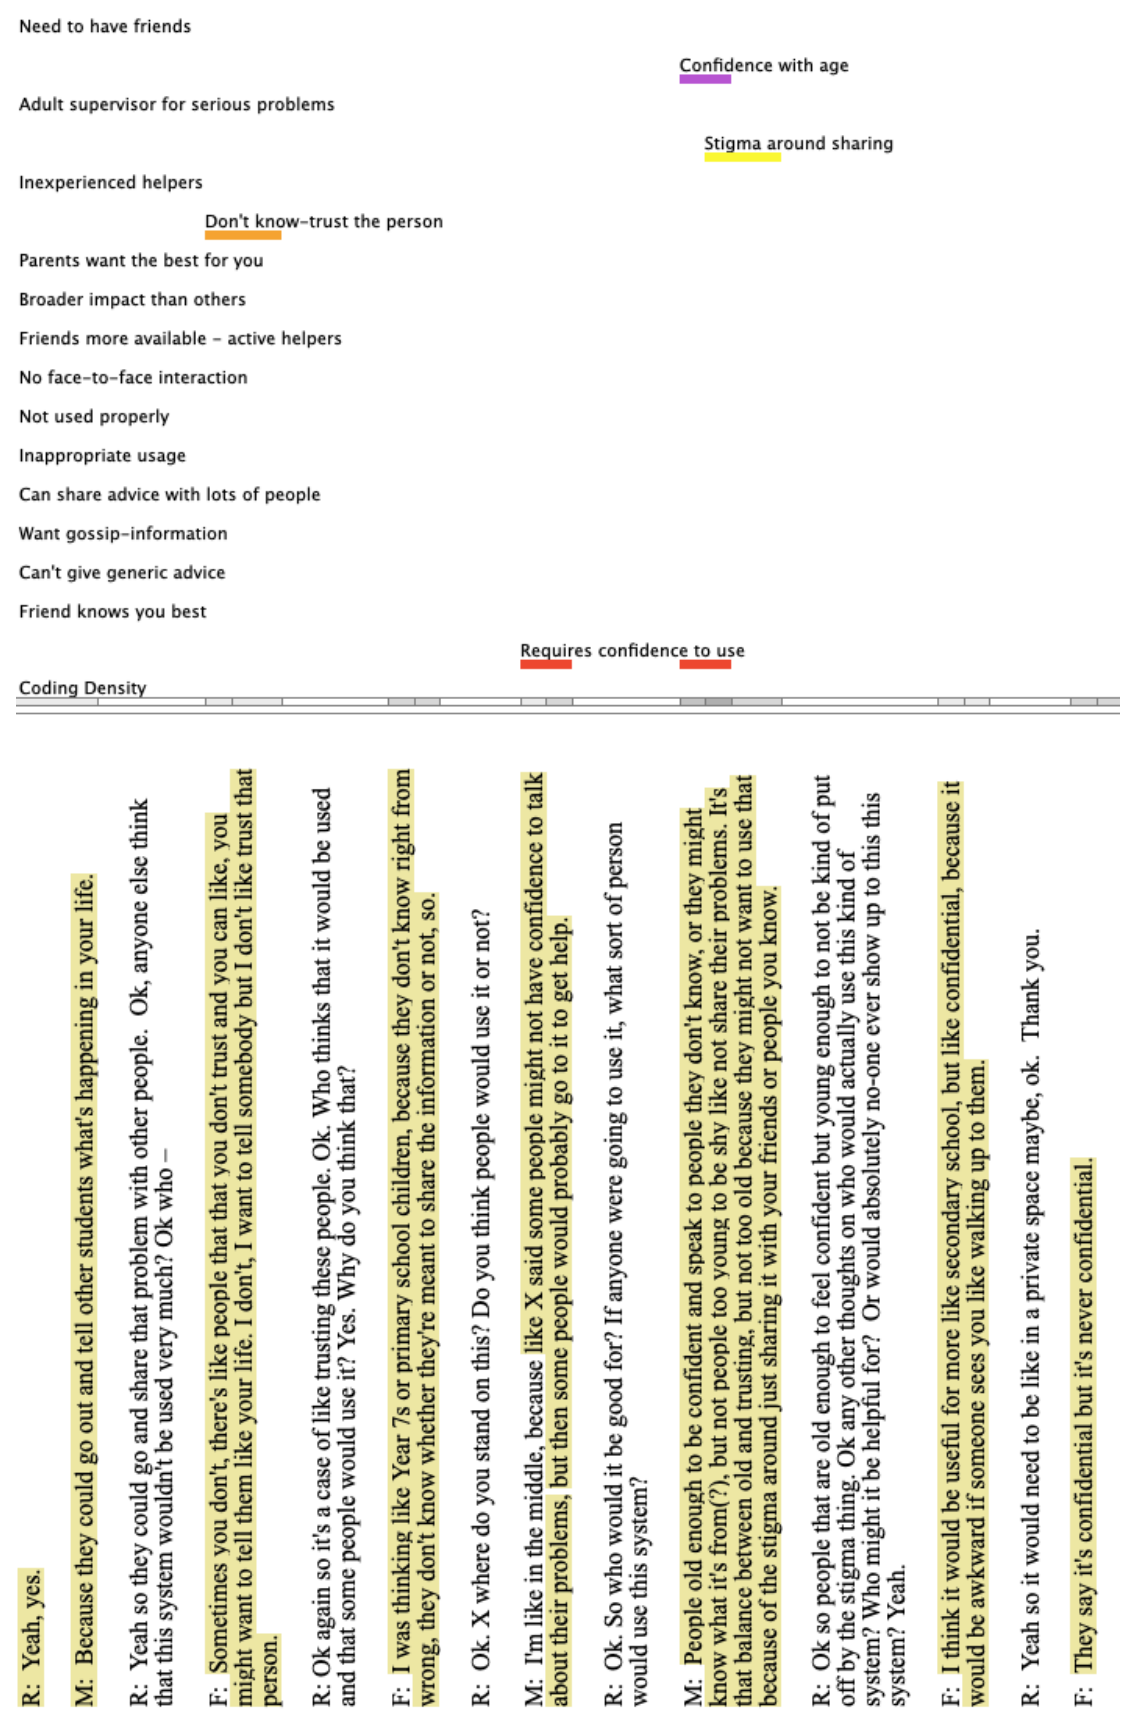 Need to have friends
Confidence with age
Adult supervisor for serious problems
Stigma around sharing
Inexperienced helpers
Don't know-trust the person
Parents want the best for you
Broader impact than others
Friends more available - active helpers
No face-to-face interaction
Not used properly
Inappropriate usage
Can share advice with lots of people
Want gossip-information
Can't give generic advice
Friend knows you best
Requires confidence to use
Coding Density
R: Yeah, yes.
M: Because they could go out and tell other students what's happening in your life.
R: Yeah so they could go and share that problem with other people. Ok, anyone else think
that this system wouldn't be used very much? Ok who –
F: Sometimes you don't, there's like people that that you don't trust and you can like, you
might want to tell them like your life. I don't, I want to tell somebody but I don't like trust that
person.
R: Ok again so it's a case of like trusting these people. Ok. Who thinks that it would be used
and that some people would use it? Yes. Why do you think that?
F: I was thinking like Year 7s or primary school children, because they don't know right from
wrong, they don't know whether they're meant to share the information or not, so.
R: Ok. X where do you stand on this? Do you think people would use it or not?
M: I'm like in the middle, because like X said some people might not have confidence to talk
about their problems, but then some people would probably go to it to get help.
R: Ok. So who would it be good for? If anyone were going to use it, what sort of person
would use this system?
M: People old enough to be confident and speak to people they don't know, or they might
know what it's from(?), but not people too young to be shy like not share their problems. It's
that balance between old and trusting, but not too old because they might not want to use that
because of the stigma around just sharing it with your friends or people you know.
R: Ok so people that are old enough to feel confident but young enough to not be kind of put
off by the stigma thing. Ok any other thoughts on who would actually use this kind of
system? Who might it be helpful for? Or would absolutely no-one ever show up to this this
system? Yeah.
F: I think it would be useful for more like secondary school, but like confidential, because it
would be awkward if someone sees you like walking up to them.
R: Yeah so it would need to be like in a private space maybe, ok. Thank you.
F: They say it's confidential but it's never confidential.